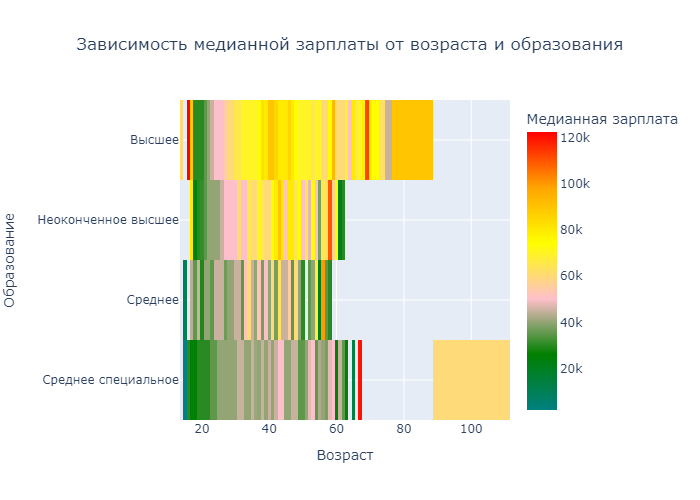 Зависимость медианной зарплаты от возраста и образования
Медианная зарплата
120k
100k
80k
60k
40k
20k
Образование
Высшее
Неоконченное высшее
Среднее
Среднее специальное
20 40 60 80 100
Возраст